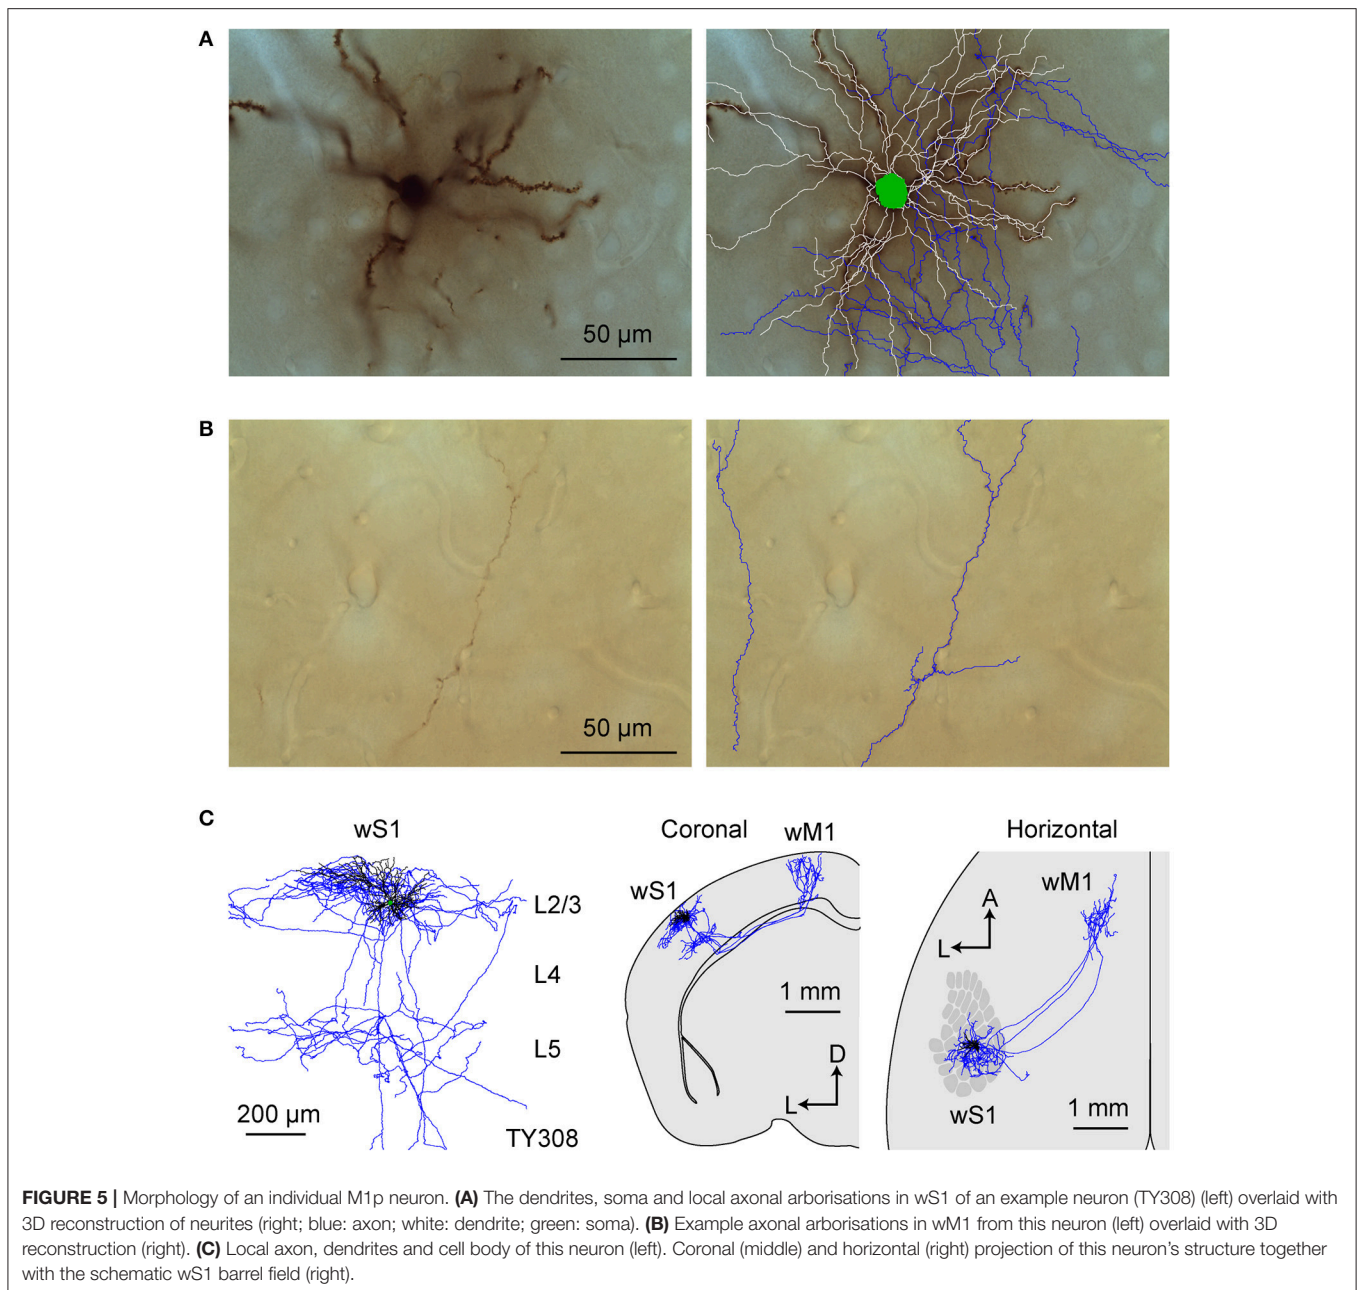 A
50 µm
B
50 µm
C
wS1
L2/3
L4
L5
200 µm
TY308
Coronal
wM1
wS1
1 mm
D
L
Horizontal
wM1
A
L
wS1
1 mm
FIGURE 5 | Morphology of an individual M1p neuron. (A) The dendrites, soma and local axonal arborisations in wS1 of an example neuron (TY308) (left) overlaid with
3D reconstruction of neurites (right; blue: axon; white: dendrite; green: soma). (B) Example axonal arborisations in wM1 from this neuron (left) overlaid with 3D
reconstruction (right). (C) Local axon, dendrites and cell body of this neuron (left). Coronal (middle) and horizontal (right) projection of this neuron's structure together
with the schematic wS1 barrel field (right).